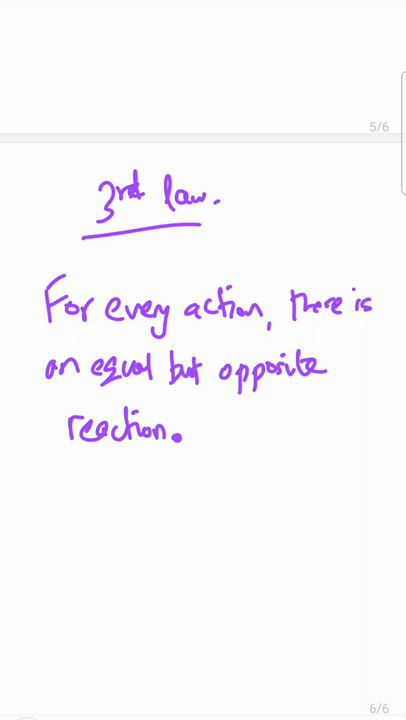 5/6
3rd law.
For every action, there is
an equal but opposite
reaction.
6/6